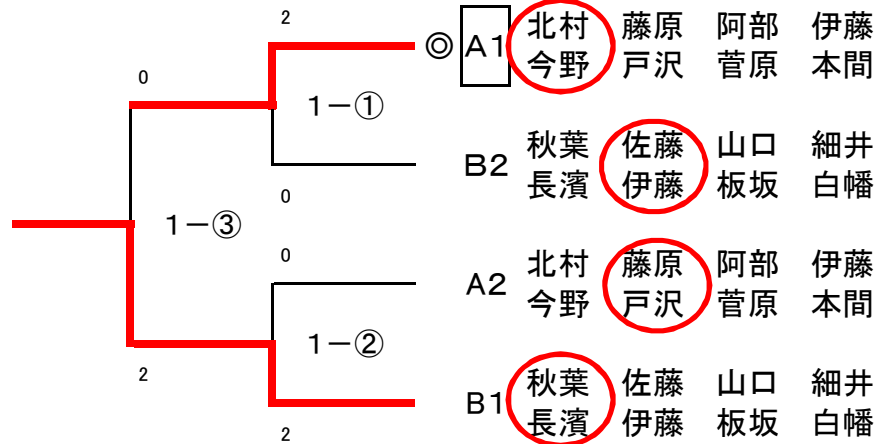 2
◎ A1 北村 藤原 阿部 伊藤
今野 戸沢 菅原 本間
0
1－①
B2 秋葉 佐藤 山口 細井
長濱 伊藤 板坂 白幡
0
1－③
0
A2 北村 藤原 阿部 伊藤
今野 戸沢 菅原 本間
1－②
2
B1 秋葉 佐藤 山口 細井
長濱 伊藤 板坂 白幡
2